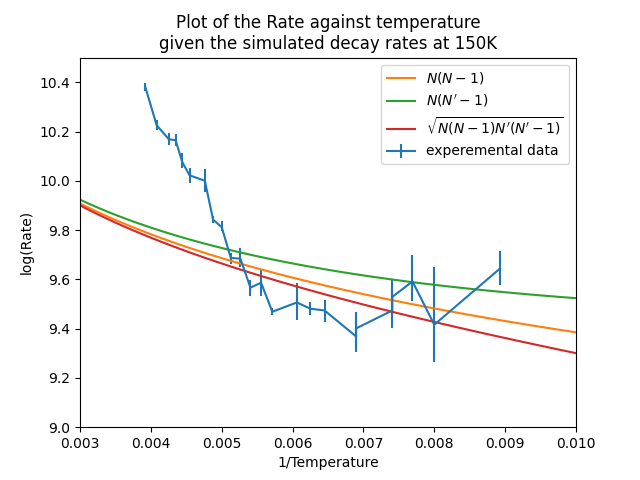 Plot of the Rate against temperature
given the simulated decay rates at 150K
N(N − 1)
N(N′ − 1)
√N(N−1)N′(N′−1)
experemental data
log(Rate)
10.4
10.2
10.0
9.8
9.6
9.4
9.2
9.0
0.003 0.004 0.005 0.006 0.007 0.008 0.009 0.010
1/Temperature